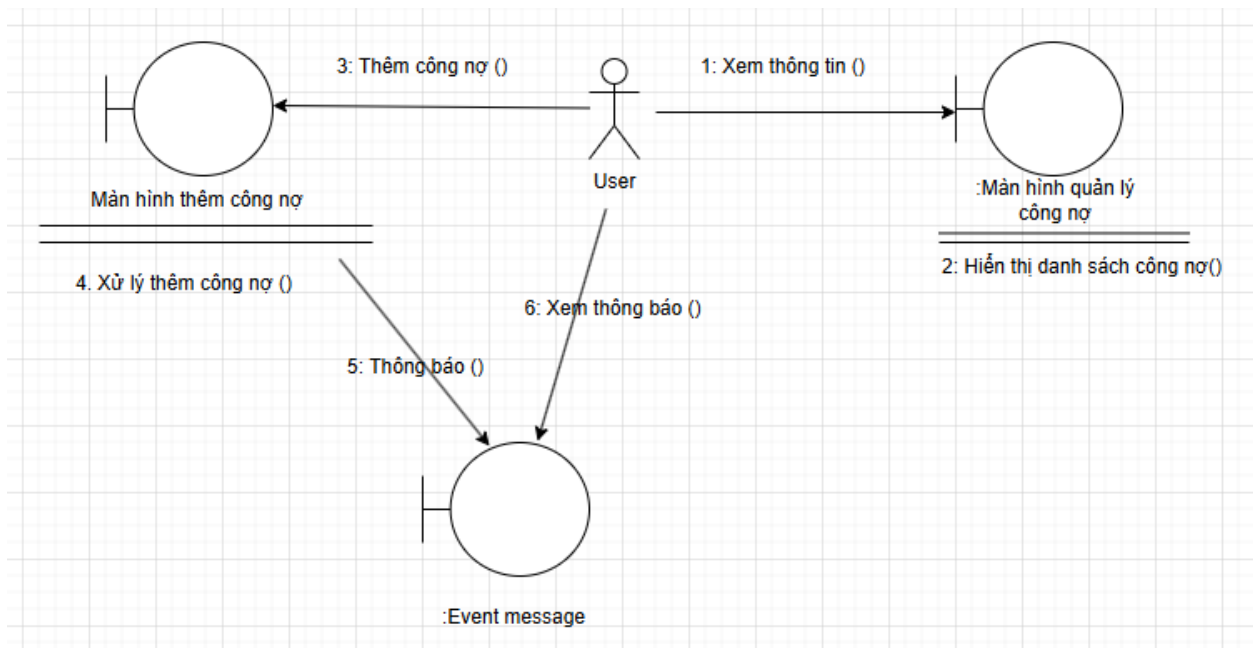 3: Thêm công nợ ()
1: Xem thông tin ()
User
Màn hình thêm công nợ
:Màn hình quản lý
công nợ
2: Hiển thị danh sách công nợ()
4. Xử lý thêm công nợ ()
6: Xem thông báo ()
5: Thông báo ()
:Event message